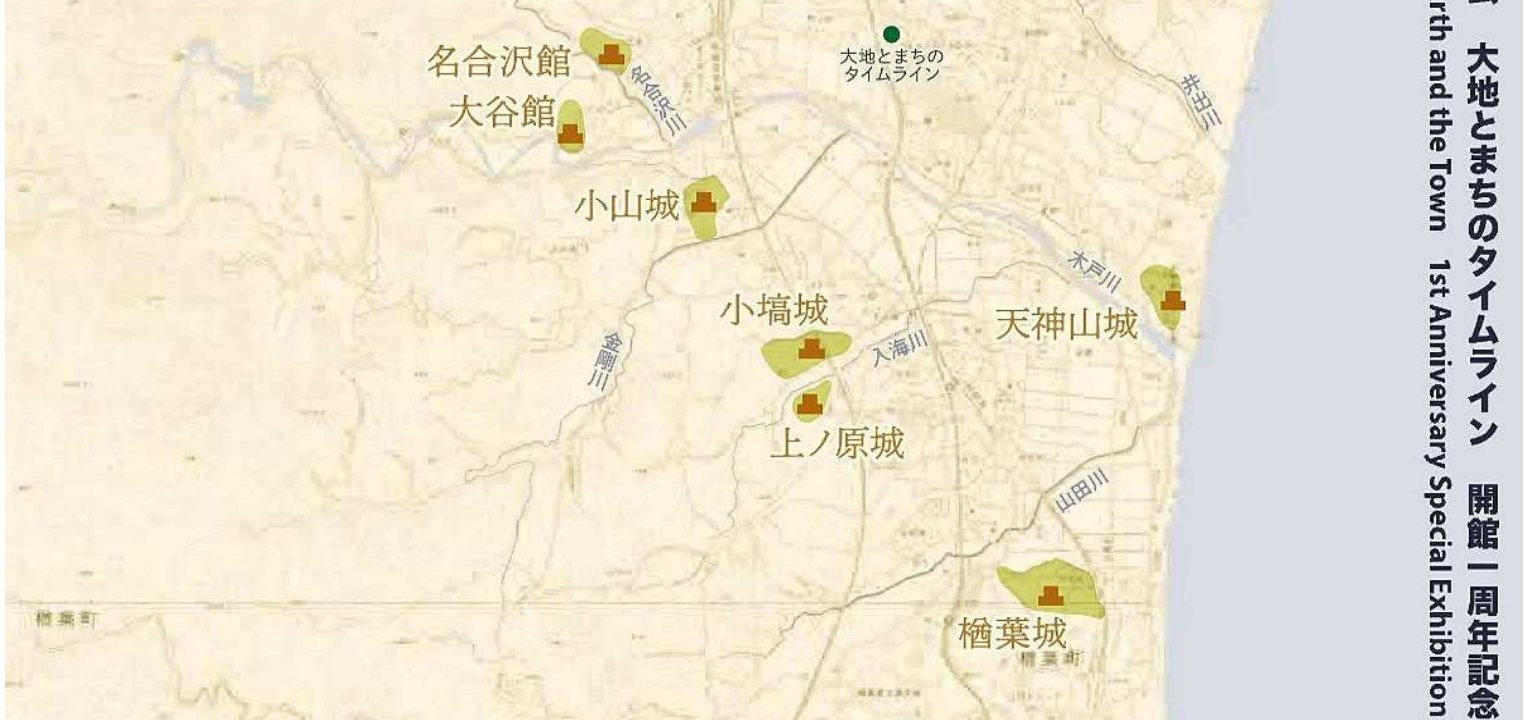 名合沢館
大谷館
小山城
小塙城
上ノ原城
天神山城
楢葉城
大地とまちの
タイムライン
名合沢川
井出川
木戸川
金剛川
入海川
山田川
楢葉町
楢葉町
大地とまちのタイムライン 開館一周年記念
rth and the Town 1st Anniversary Special Exhibition